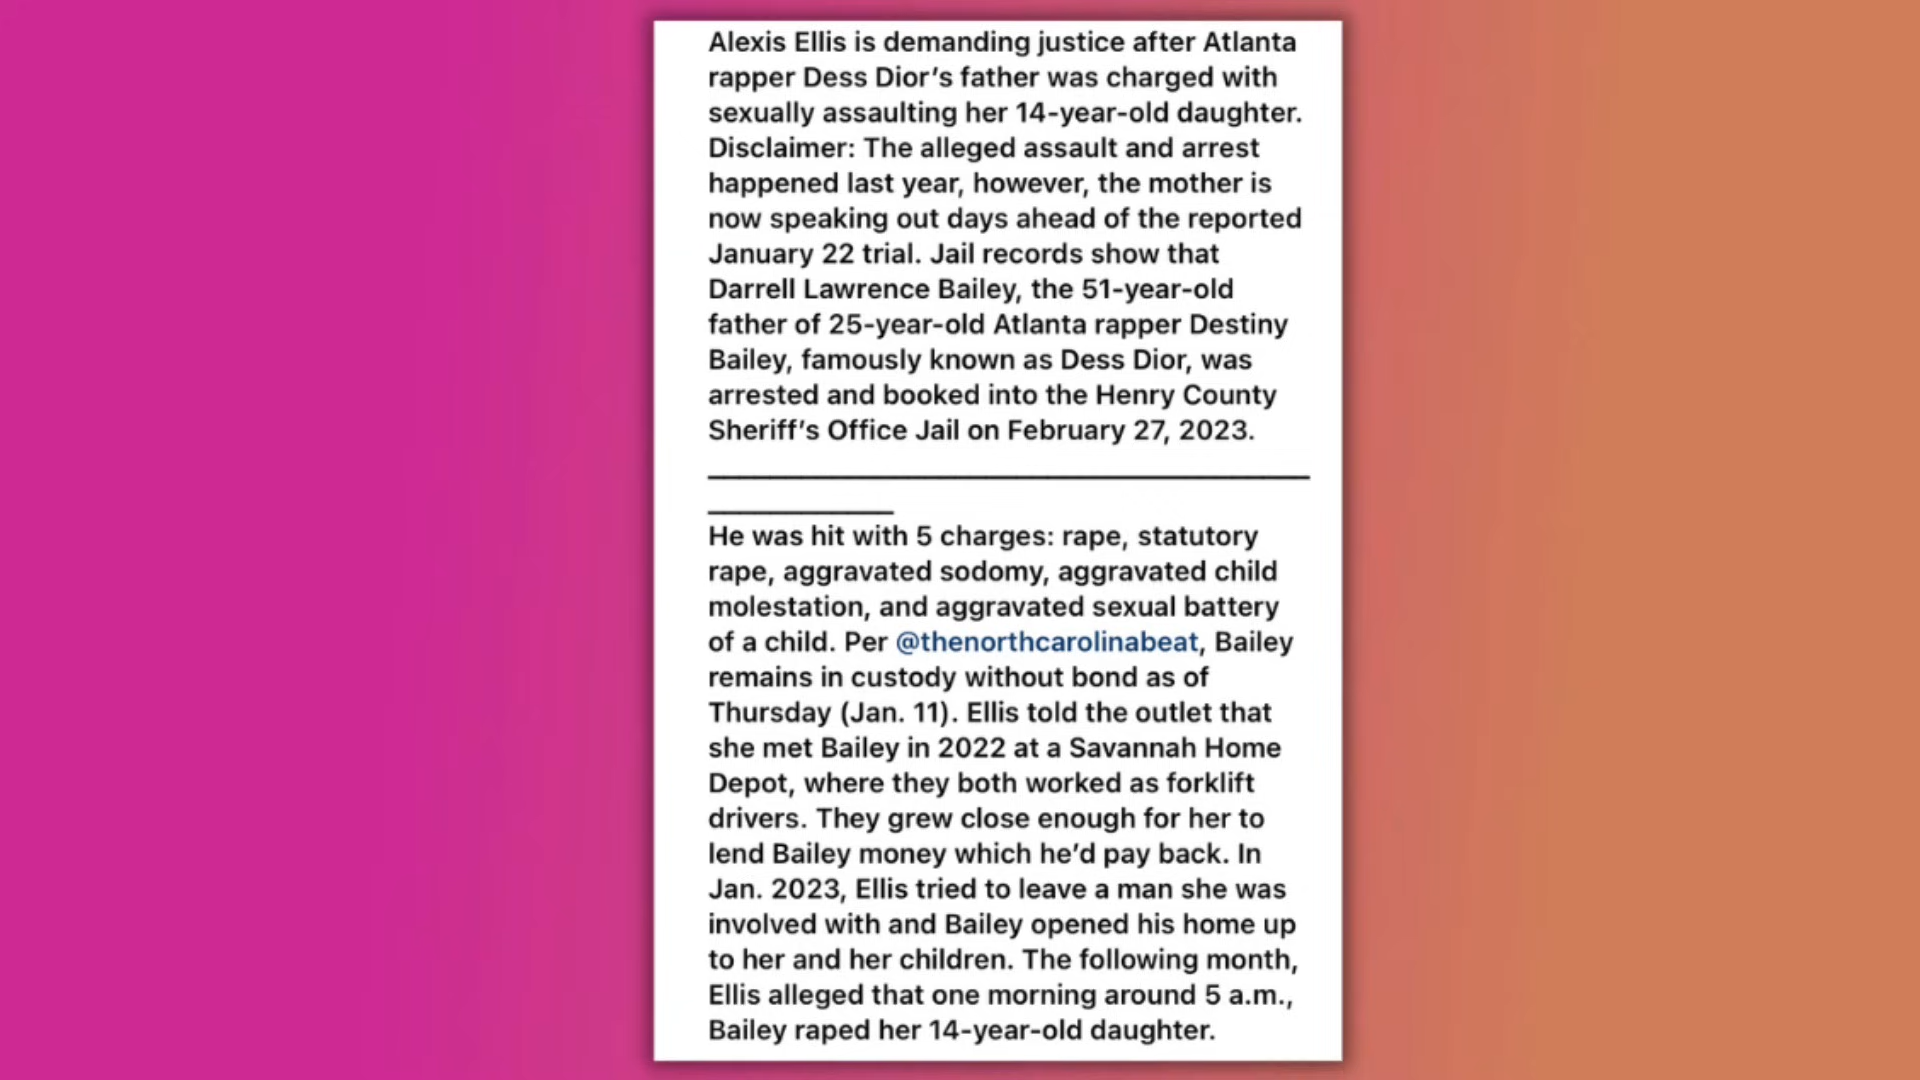 Alexis Ellis is demanding justice after Atlanta
rapper Dess Dior’s father was charged with
sexually assaulting her 14-year-old daughter.
Disclaimer: The alleged assault and arrest
happened last year, however, the mother is
now speaking out days ahead of the reported
January 22 trial. Jail records show that
Darrell Lawrence Bailey, the 51-year-old
father of 25-year-old Atlanta rapper Destiny
Bailey, famously known as Dess Dior, was
arrested and booked into the Henry County
Sheriff’s Office Jail on February 27, 2023.
He was hit with 5 charges: rape, statutory
rape, aggravated sodomy, aggravated child
molestation, and aggravated sexual battery
of a child. Per @thenorthcarolinabeat, Bailey
remains in custody without bond as of
Thursday (Jan. 11). Ellis told the outlet that
she met Bailey in 2022 at a Savannah Home
Depot, where they both worked as forklift
drivers. They grew close enough for her to
lend Bailey money which he’d pay back. In
Jan. 2023, Ellis tried to leave a man she was
involved with and Bailey opened his home up
to her and her children. The following month,
Ellis alleged that one morning around 5 a.m.,
Bailey raped her 14-year-old daughter.